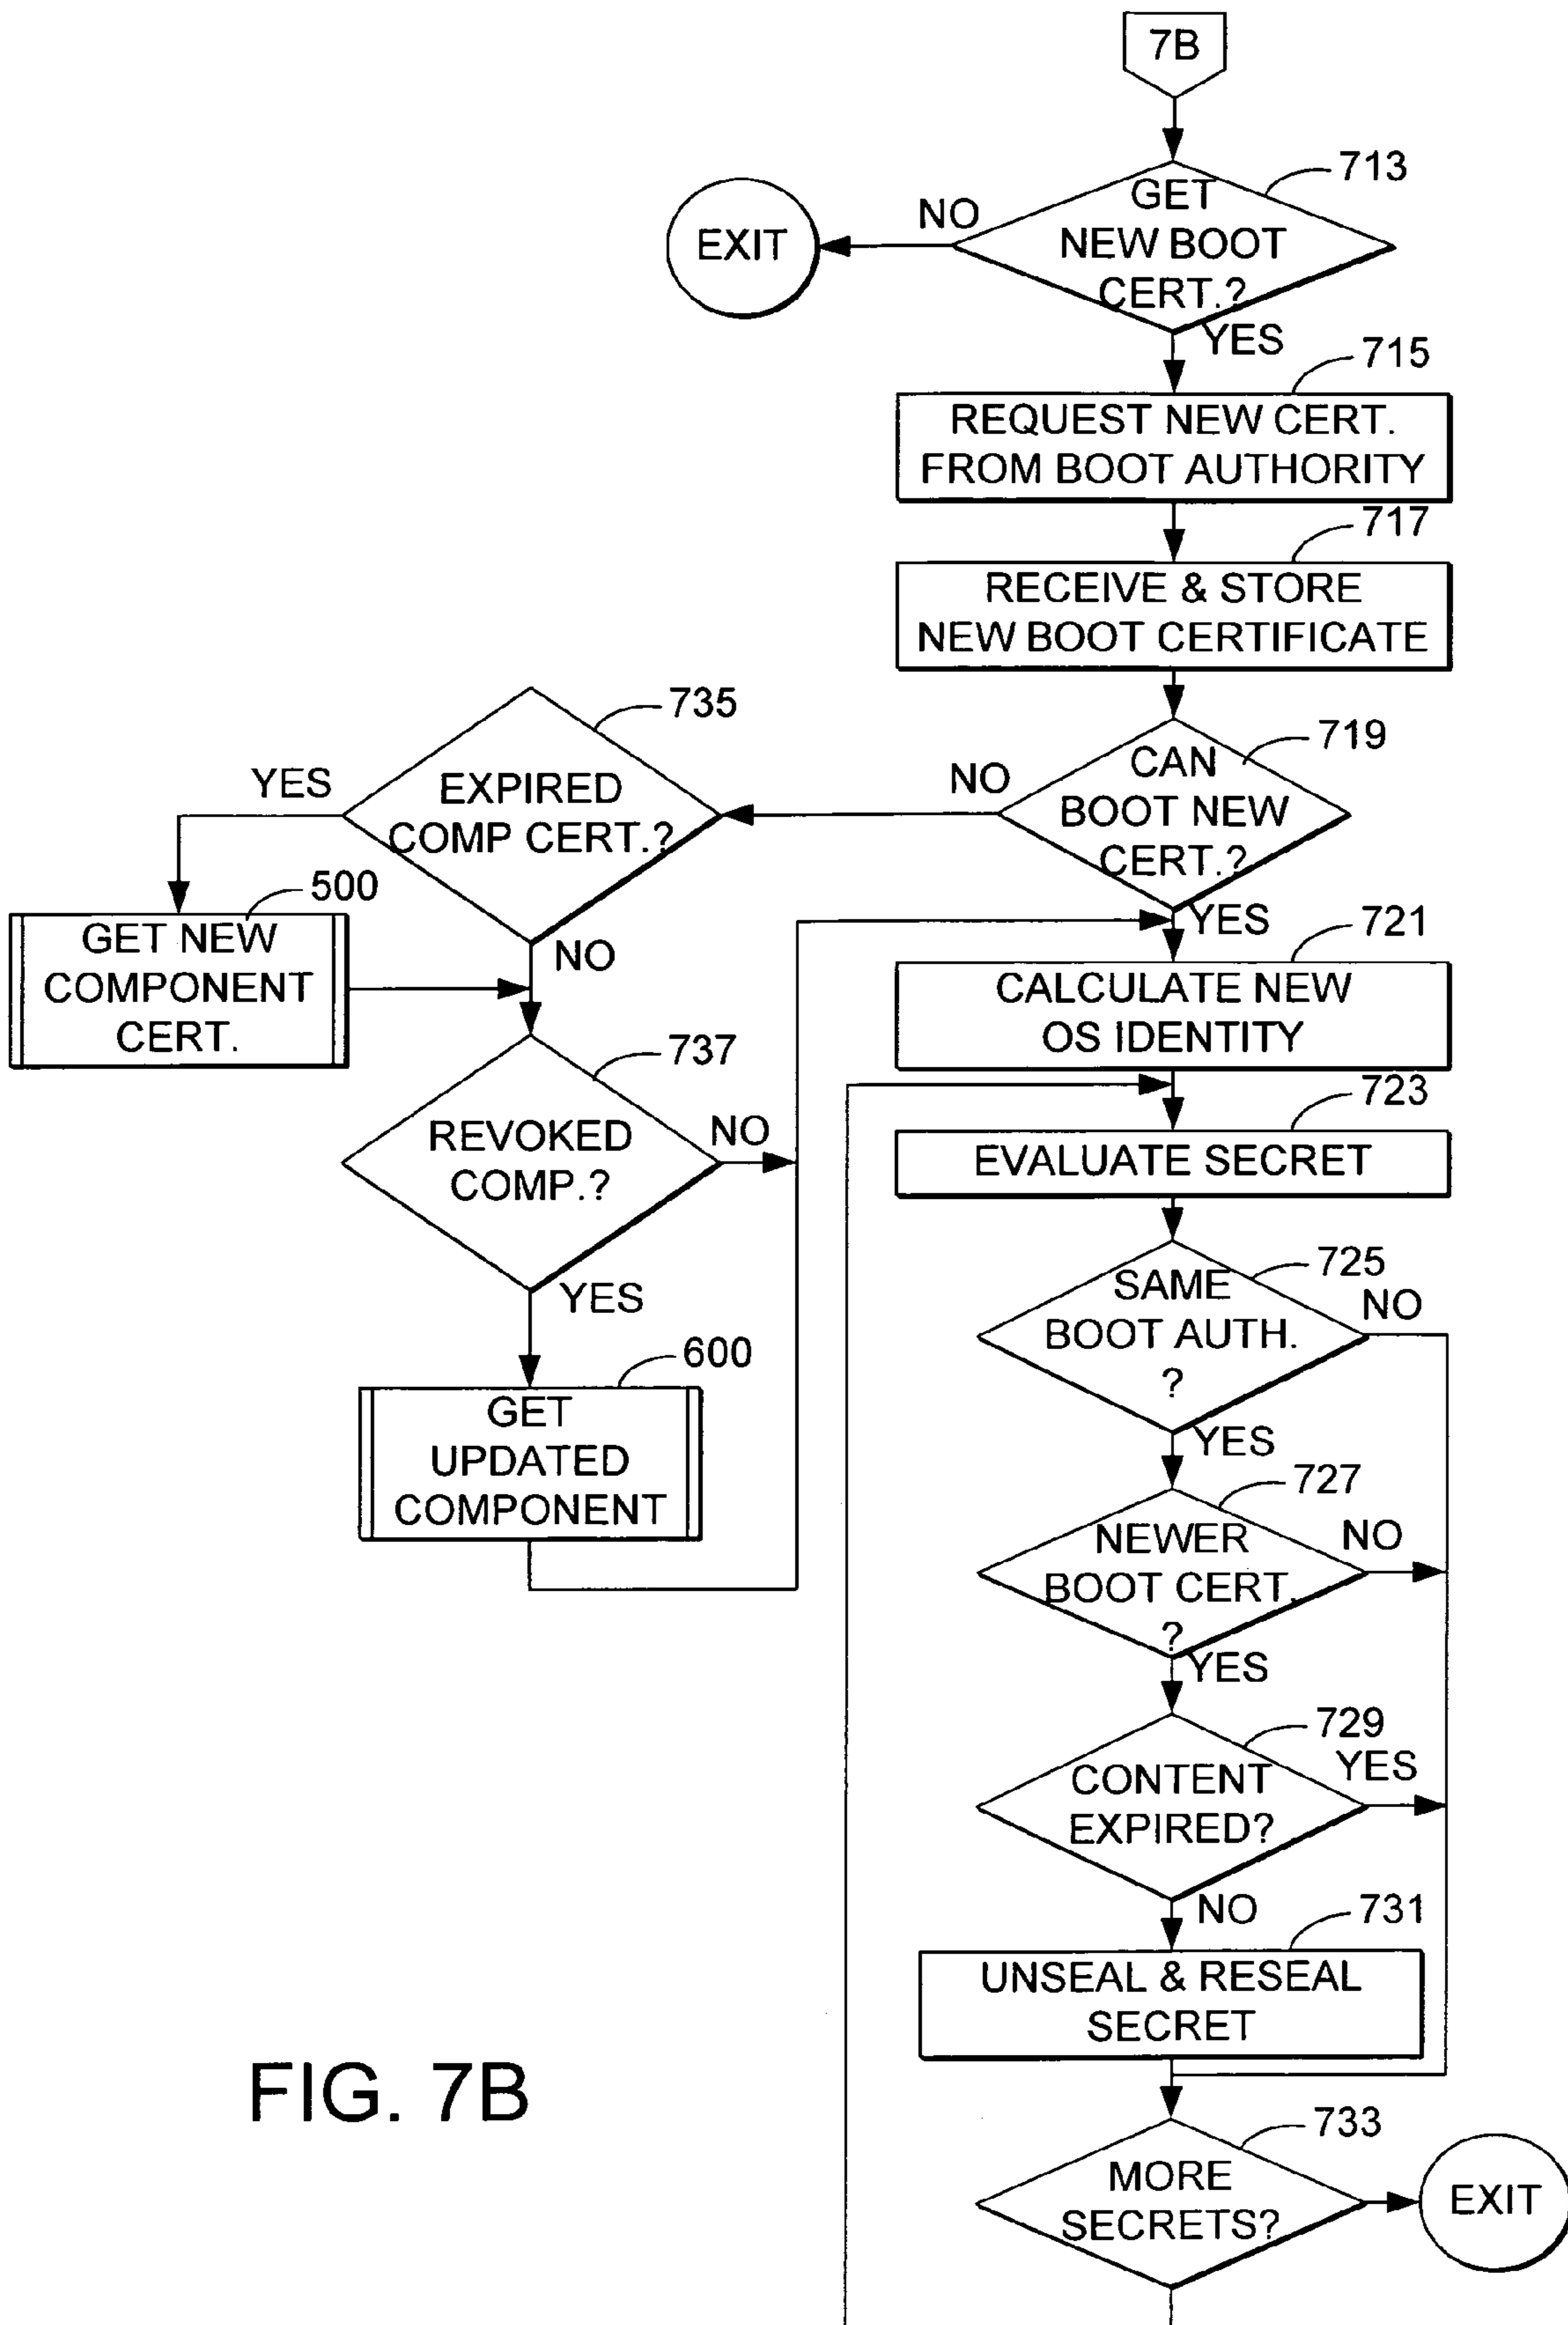 7B
713
GET
NEW BOOT
CERT.?
NO
EXIT
YES
715
REQUEST NEW CERT.
FROM BOOT AUTHORITY
717
RECEIVE & STORE
NEW BOOT CERTIFICATE
719
CAN
BOOT NEW
CERT.?
NO
YES
735
EXPIRED
COMP CERT.?
YES
NO
500
GET NEW
COMPONENT
CERT.
737
REVOKED
COMP.?
NO
YES
600
GET
UPDATED
COMPONENT
721
CALCULATE NEW
OS IDENTITY
723
EVALUATE SECRET
725
SAME
BOOT AUTH.
?
NO
YES
727
NEWER
BOOT CERT.
?
NO
YES
729
CONTENT
EXPIRED?
YES
NO
731
UNSEAL & RESEAL
SECRET
733
MORE
SECRETS?
EXIT
FIG. 7B